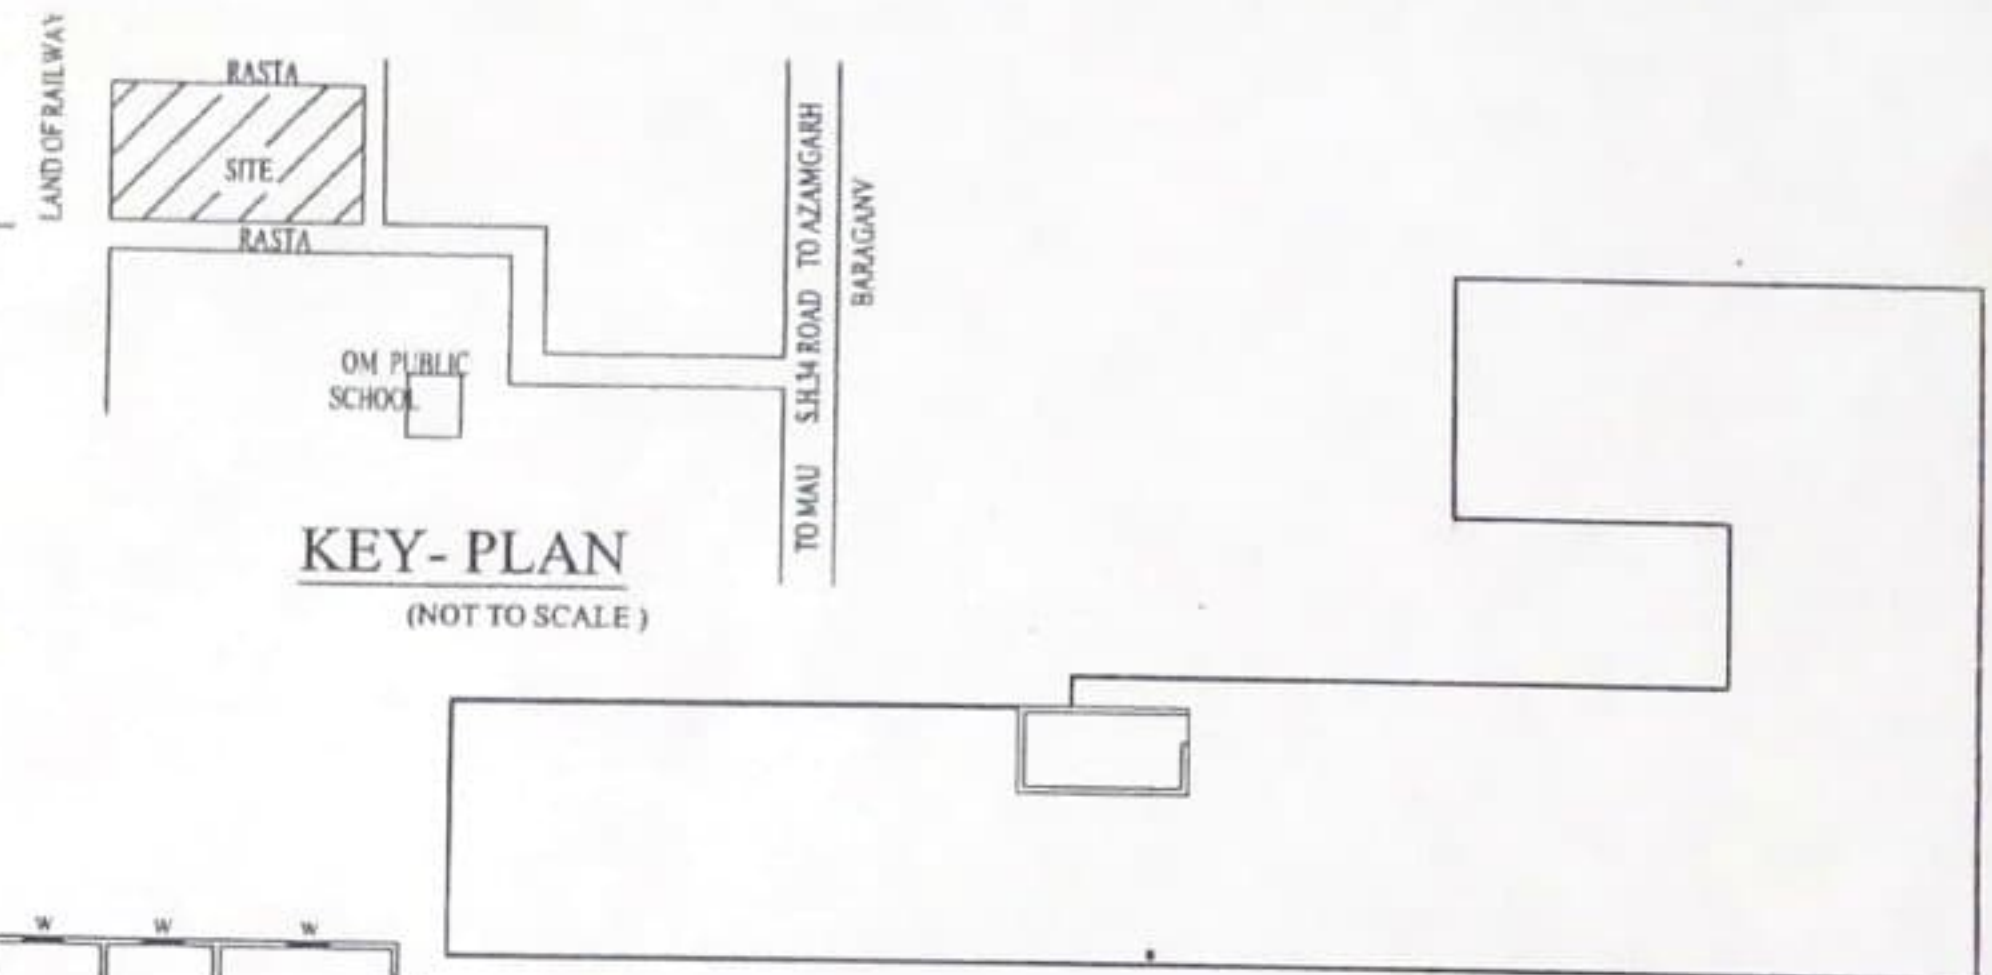 LAND OF RAILWAY
RASTA
SITE
RASTA
OM PUBLIC
SCHOOL
TO MAU S.H.34 ROAD TO AZAMGARH
BARAGANV
KEY- PLAN
(NOT TO SCALE )
W W W